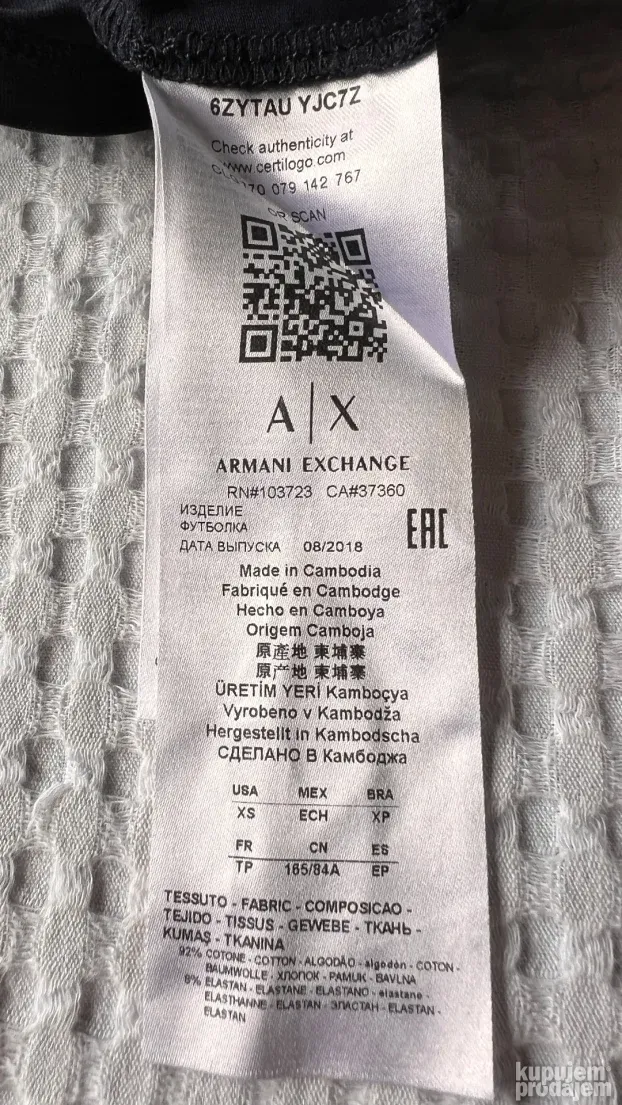 6ZYTAU YJC7Z
Check authenticity at
www.certilogo.com
079 142 767
OR SCAN
A|X
ARMANI EXCHANGE
RN#103723 CA#37360
ИЗДЕЛИЕ
ФУТБОЛКА
ДАТА ВЫПУСКА 08/2018
EAC
Made in Cambodia
Fabriqué en Cambodge
Hecho en Camboya
Origem Camboja
原產地 柬埔寨
原产地 柬埔寨
ÜRETİM YERİ Kamboçya
Vyrobeno v Kambodža
Hergestellt in Kambodscha
СДЕЛАНО В Камбоджа
USA MEX BRA
XS ECH XP
FR CN ES
TP 165/84A EP
TESSUTO - FABRIC - COMPOSICAO -
TEJIDO - TISSUS - GEWEBE - ТКАНЬ -
KUMAŞ - TKANINA
92% COTONE - COTTON - ALGODÃO - algodón - COTON -
BAUMWOLLE - ХЛОПОК - PAMUK - BAVLNA
8% ELASTAN - ELASTANE - ELASTANO - elastane -
ELASTHANNE - ELASTAN - ЭЛАСТАН - ELASTAN -
ELASTAN
kupujem
prodajem